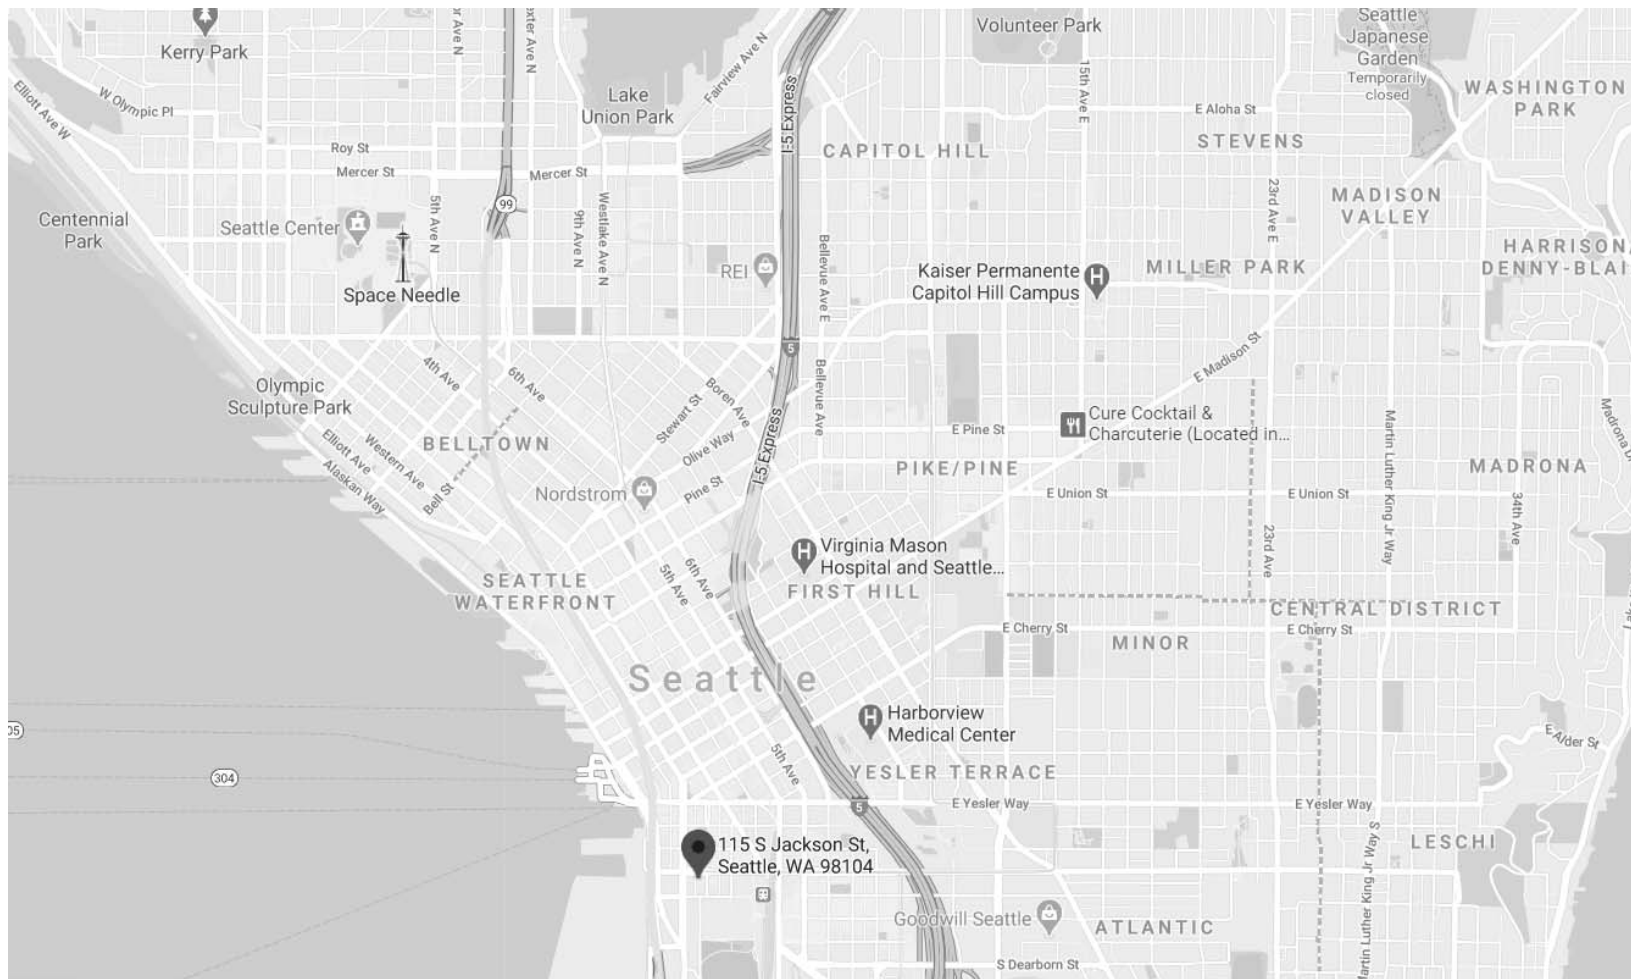 Kerry Park
Elliott Ave W
W Olympic Pl
Roy St
Mercer St
Mercer St
Lake
Union Park
Fairview Ave N
I-5 Express
Volunteer Park
15th Ave E
E Aloha St
Seattle
Japanese
Garden
Temporarily
closed
WASHINGTON
PARK
CAPITOL HILL
STEVENS
MADISON
VALLEY
Centennial
Park
Seattle Center
5th Ave N
99
9th Ave N
Westlake Ave N
Space Needle
REI
Bellevue Ave E
Kaiser Permanente
Capitol Hill Campus
23rd Ave E
MILLER PARK
5
Bellevue Ave
E Madison St
Olympic
Sculpture Park
4th Ave
6th Ave
Boren Ave
Stewart St
Olive Way
BELLTOWN
Elliott Ave
Western Ave
Alaskan Way
Bell St
I-5 Express
E Pine St
Cure Cocktail &
Charcuterie (Located in...
PIKE/PINE
MADRONA
Martin Luther King Jr Way
Nordstrom
Pine St
E Union St
E Union St
34th Ave
23rd Ave
Virginia Mason
Hospital and Seattle...
FIRST HILL
6th Ave
5th Ave
SEATTLE
WATERFRONT
CENTRAL DISTRICT
E Cherry St
E Cherry St
MINOR
Seattle
Harborview
Medical Center
5th Ave
304
YESLER TERRACE
E Alder St
5
E Yesler Way
E Yesler Way
LESCHI
115 S Jackson St,
Seattle, WA 98104
Martin Luther King Jr Way S
Goodwill Seattle
ATLANTIC
S Dearborn St